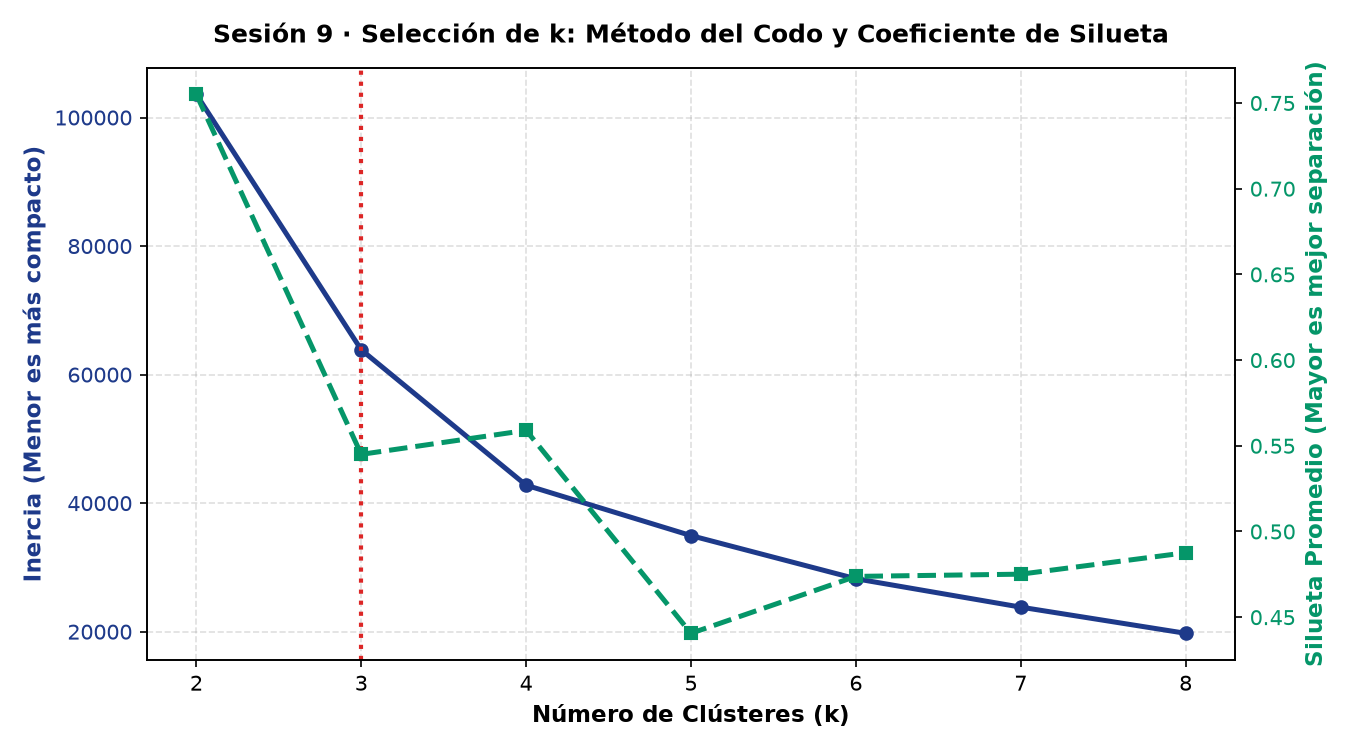 Sesión 9 · Selección de k: Método del Codo y Coeficiente de Silueta
Inercia (Menor es más compacto)
100000
80000
60000
40000
20000
2 3 4 5 6 7 8
Número de Clústeres (k)
0.75
0.70
0.65
0.60
0.55
0.50
0.45
Silueta Promedio (Mayor es mejor separación)